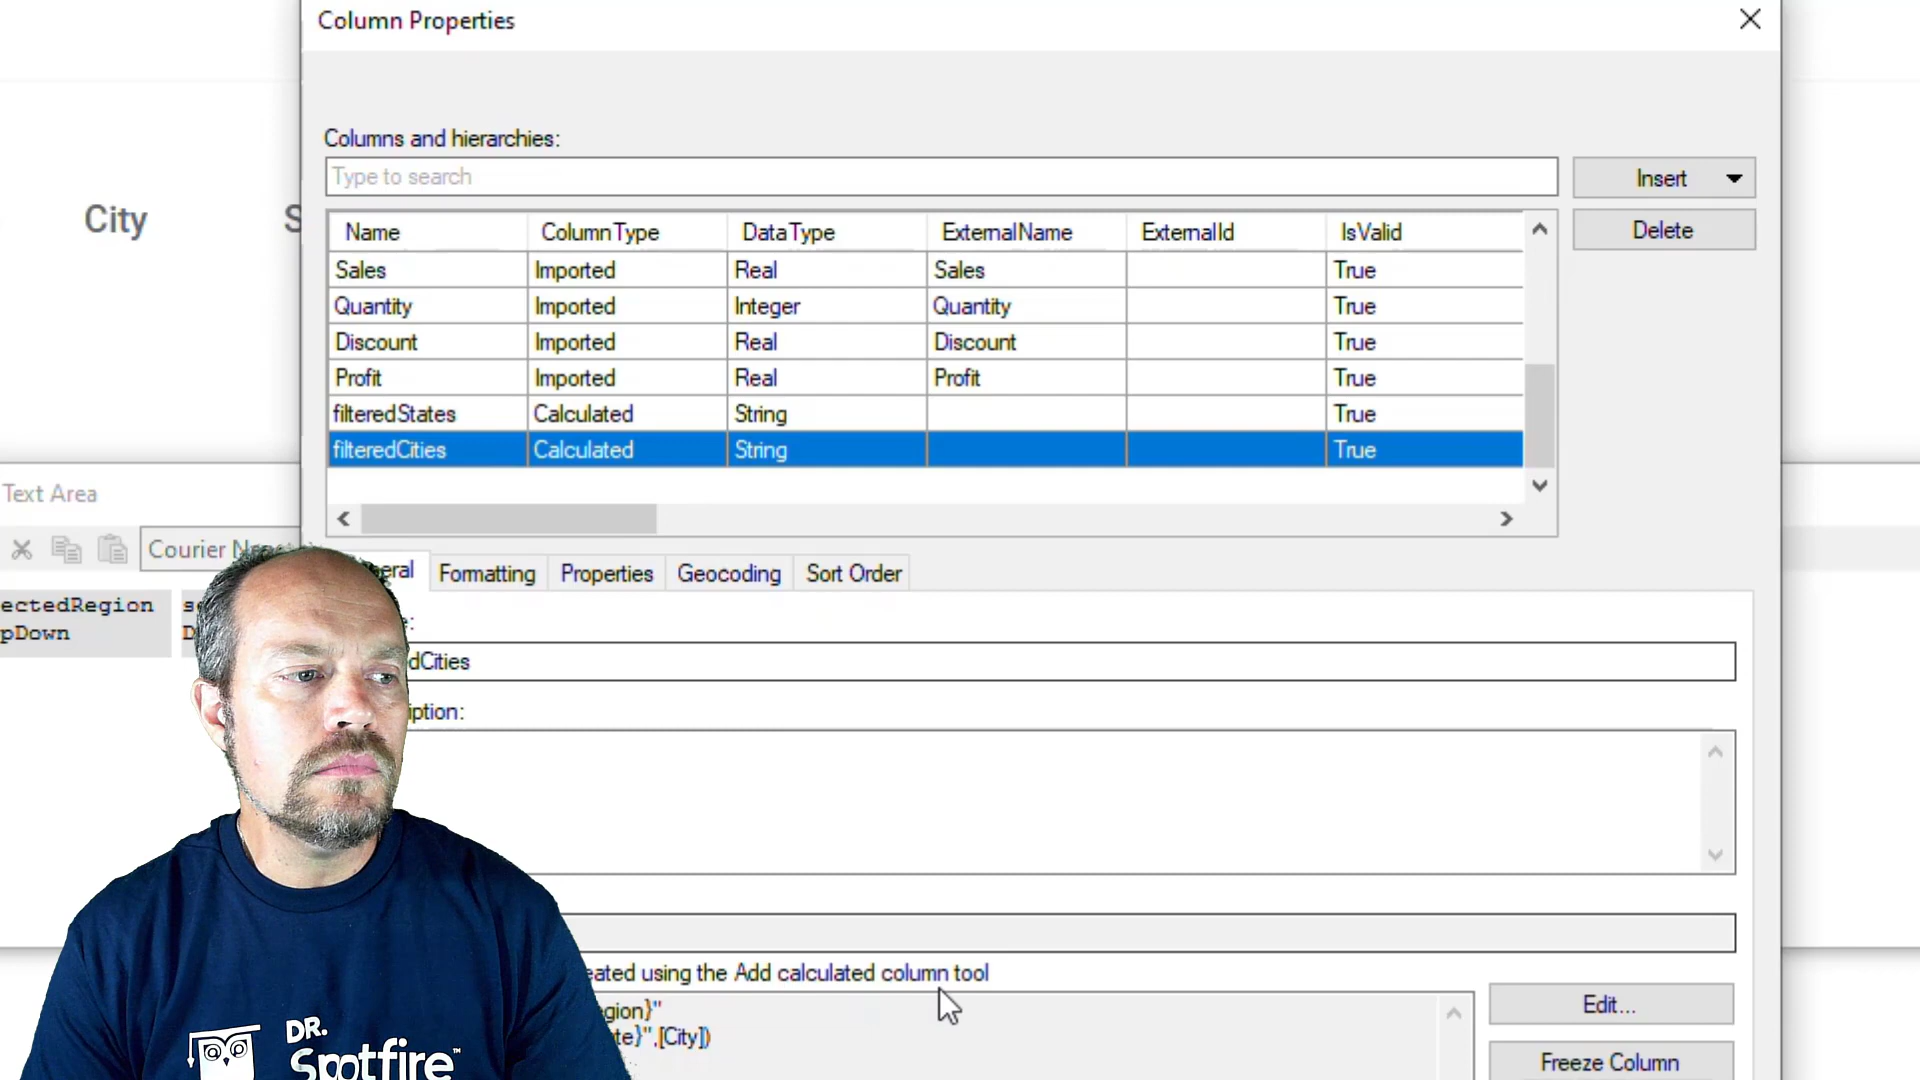 Column Properties
Columns and hierarchies:
Type to search
Insert
Delete
Name ColumnType DataType ExternalName ExternalId IsValid
Sales Imported Real Sales True
Quantity Imported Integer Quantity True
Discount Imported Real Discount True
Profit Imported Real Profit True
filteredStates Calculated String True
filteredCities Calculated String True
City S
Text Area
Courier
eral Formatting Properties Geocoding Sort Order
ectedRegion
pDown
dCities
iption:
eated using the Add calculated column tool
gion}"
te}",[City])
Edit...
Freeze Column
DR.
Spotfire™